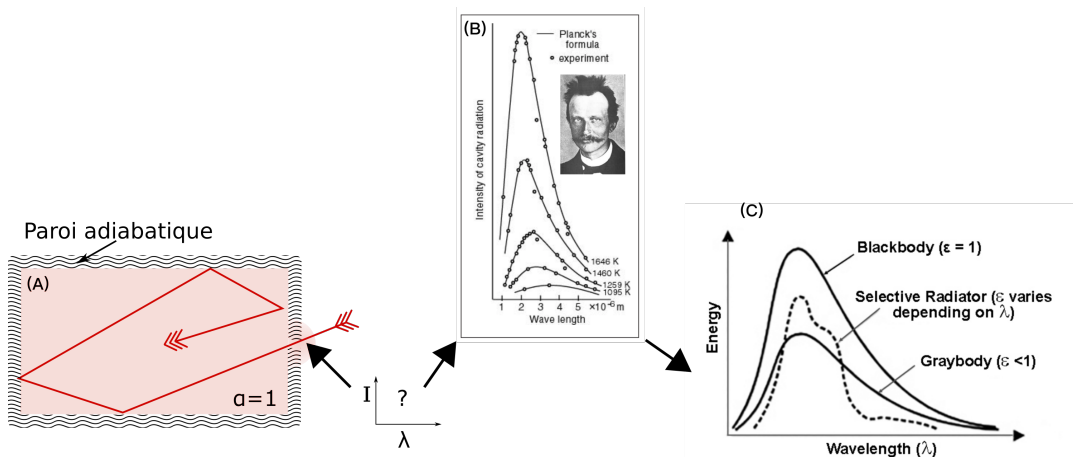 Paroi adiabatique
(A)
α=1
I
?
λ
(B)
Planck's
formula
experiment
Intensity of cavity radiation
1646 K
1460 K
1259 K
1095 K
1 2 3 4 5 ×10⁻⁶ m
Wave length
(C)
Blackbody (ε = 1)
Selective Radiator (ε varies
depending on λ)
Graybody (ε <1)
Energy
Wavelength (λ)